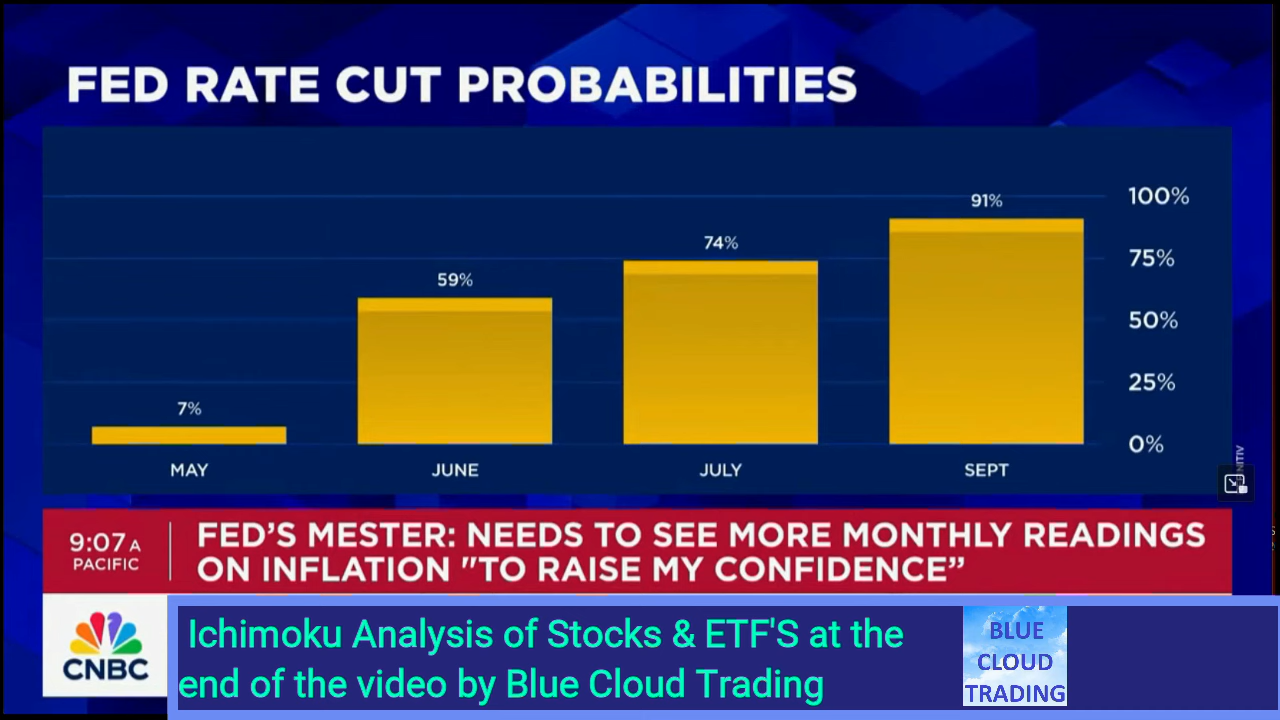 FED RATE CUT PROBABILITIES
100%
91%
74%
75%
59%
50%
25%
7%
0%
MAY
JUNE
JULY
SEPT
9:07 A
PACIFIC
FED'S MESTER: NEEDS TO SEE MORE MONTHLY READINGS
ON INFLATION "TO RAISE MY CONFIDENCE”
CNBC
Ichimoku Analysis of Stocks & ETF'S at the
end of the video by Blue Cloud Trading
BLUE
CLOUD
TRADING